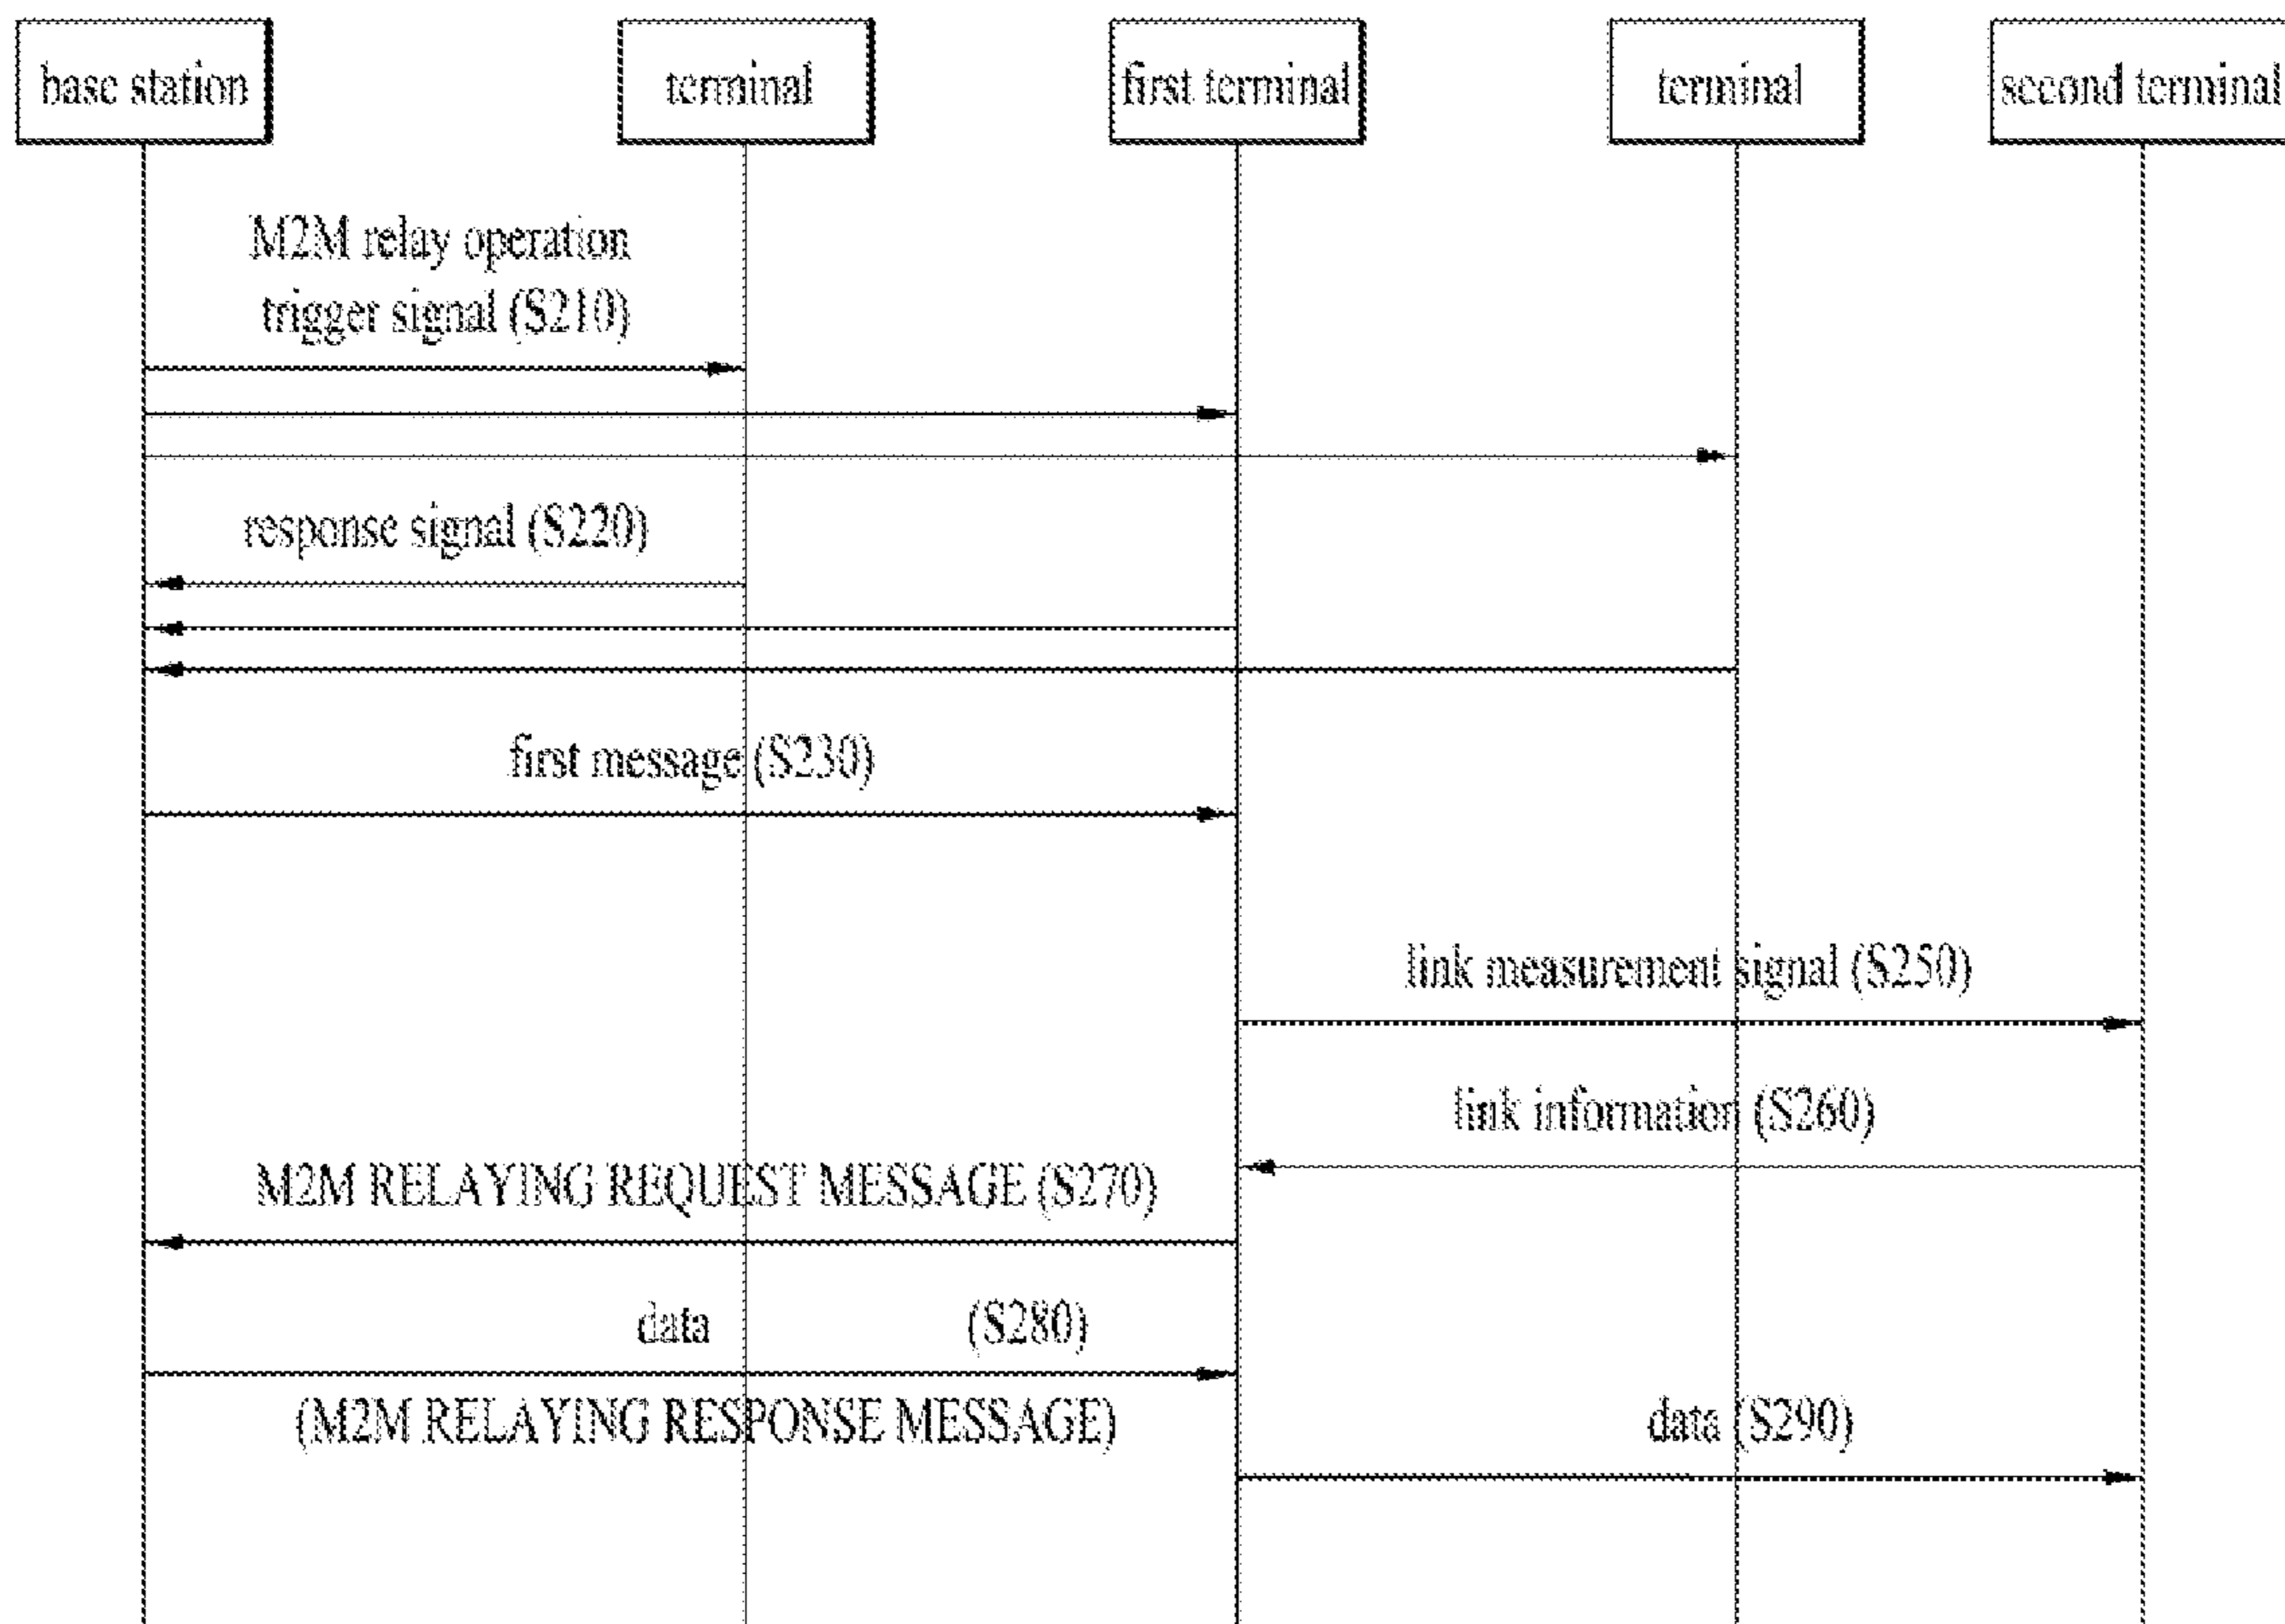 base station
terminal
first terminal
terminal
second terminal
M2M relay operation
trigger signal (S210)
response signal (S220)
first message (S230)
link measurement signal (S250)
link information (S260)
M2M RELAYING REQUEST MESSAGE (S270)
data (S280)
(M2M RELAYING RESPONSE MESSAGE)
data (S290)